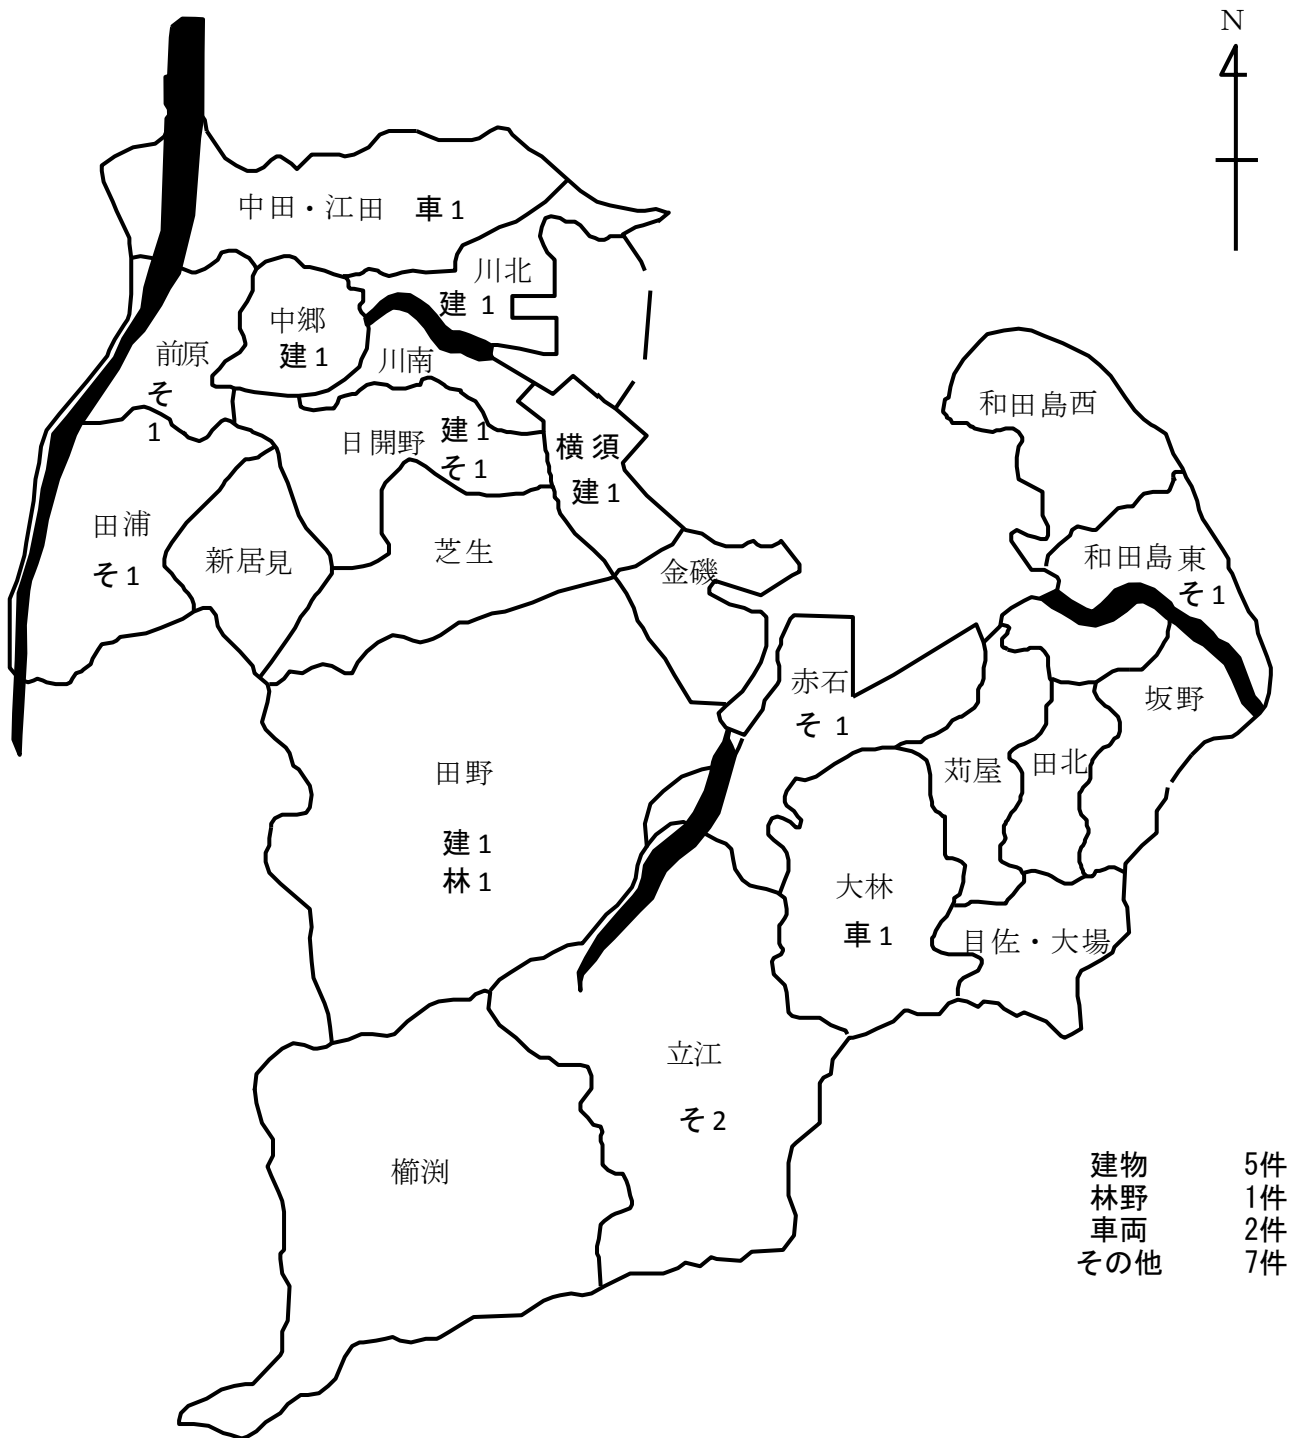 N
中田・江田 車1
川北
建 1
中郷
建1
前原
そ
1
川南
日開野 建1
そ1
横須
建1
和田島西
田浦
そ1
新居見
芝生
金磯
和田島東
そ1
赤石
そ 1
坂野
田野
建1
林1
苅屋
田北
大林
車1
目佐・大場
立江
そ2
櫛渕
建物 5件
林野 1件
車両 2件
その他 7件